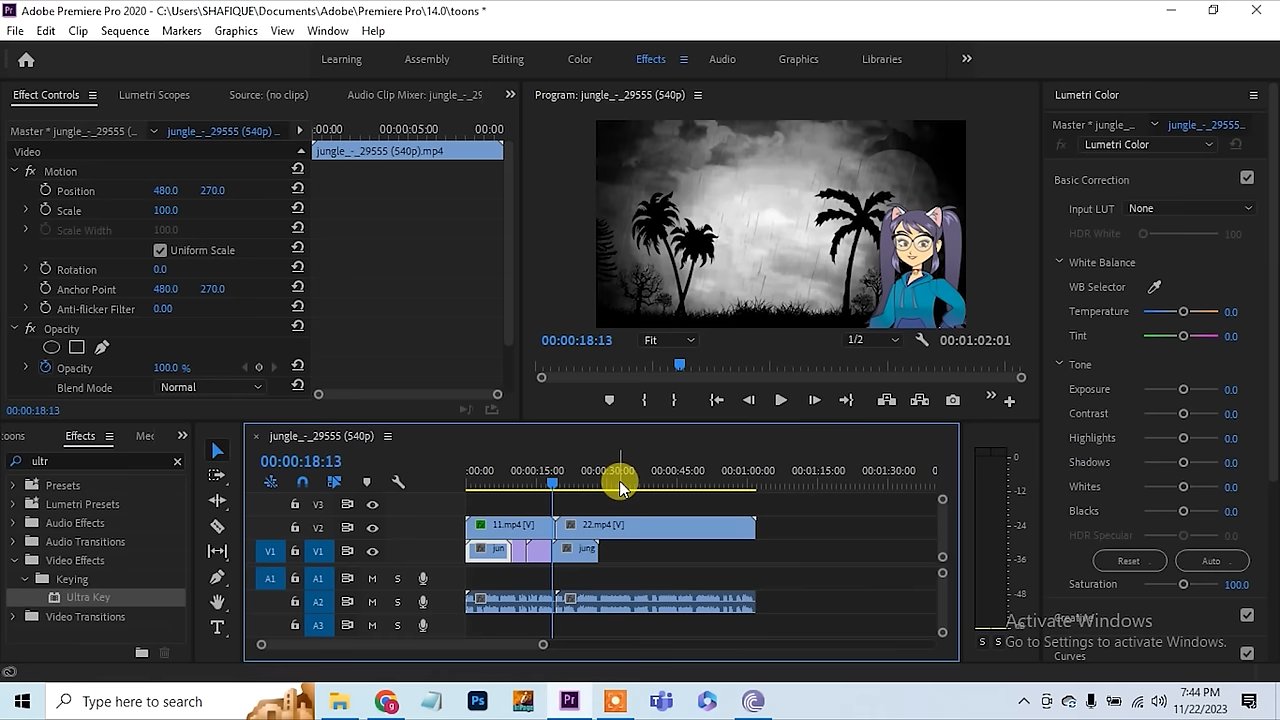 Adobe Premiere Pro 2020 - C:\Users\SHAFIQUE\Documents\Adobe\Premiere Pro\14.0\toons *
File Edit Clip Sequence Markers Graphics View Window Help
Learning Assembly Editing Color Effects Audio Graphics Libraries
Effect Controls Lumetri Scopes Source: (no clips) Audio Clip Mixer: jungle_-_29
Program: jungle_-_29555 (540p)
Lumetri Color
Master * jungle_-_29555 (... jungle_-_29555 (540p) ...
:00:00 00:00:05:00 00:00
Video
jungle_-_29555 (540p).mp4
fx Motion
Position 480.0 270.0
Scale 100.0
Scale Width 100.0
Uniform Scale
Rotation 0.0
Anchor Point 480.0 270.0
Anti-flicker Filter 0.00
fx Opacity
Opacity 100.0 %
Blend Mode Normal
00:00:18:13
00:00:18:13 Fit 1/2 00:01:02:01
Master * jungle_-... jungle_-_29555...
fx Lumetri Color
Basic Correction
Input LUT None
HDR White 100
White Balance
WB Selector
Temperature 0.0
Tint 0.0
Tone
Exposure 0.0
Contrast 0.0
Highlights 0.0
Shadows 0.0
Whites 0.0
Blacks 0.0
HDR Specular 0.0
Reset Auto
Saturation 100.0
Creative
Curves
Activate Windows
Go to Settings to activate Windows.
toons Effects Mec
ultr
Presets
Lumetri Presets
Audio Effects
Audio Transitions
Video Effects
Keying
Ultra Key
Video Transitions
jungle_-_29555 (540p)
00:00:18:13
:00:00 00:00:15:00 00:00:30:00 00:00:45:00 00:01:00:00 00:01:15:00 00:01:30:00 0
V3
V2 11.mp4 [V] 22.mp4 [V]
V1 V1 jun jung
A1 A1 M S
A2 M S
A3 M S
0
-12
-24
-36
-48
S S
Type here to search
Ps
Pr
7:44 PM
11/22/2023